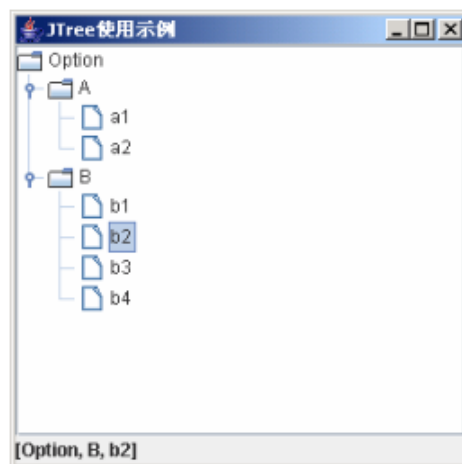 JTree使用示例
Option
A
a1
a2
B
b1
b2
b3
b4
[Option, B, b2]